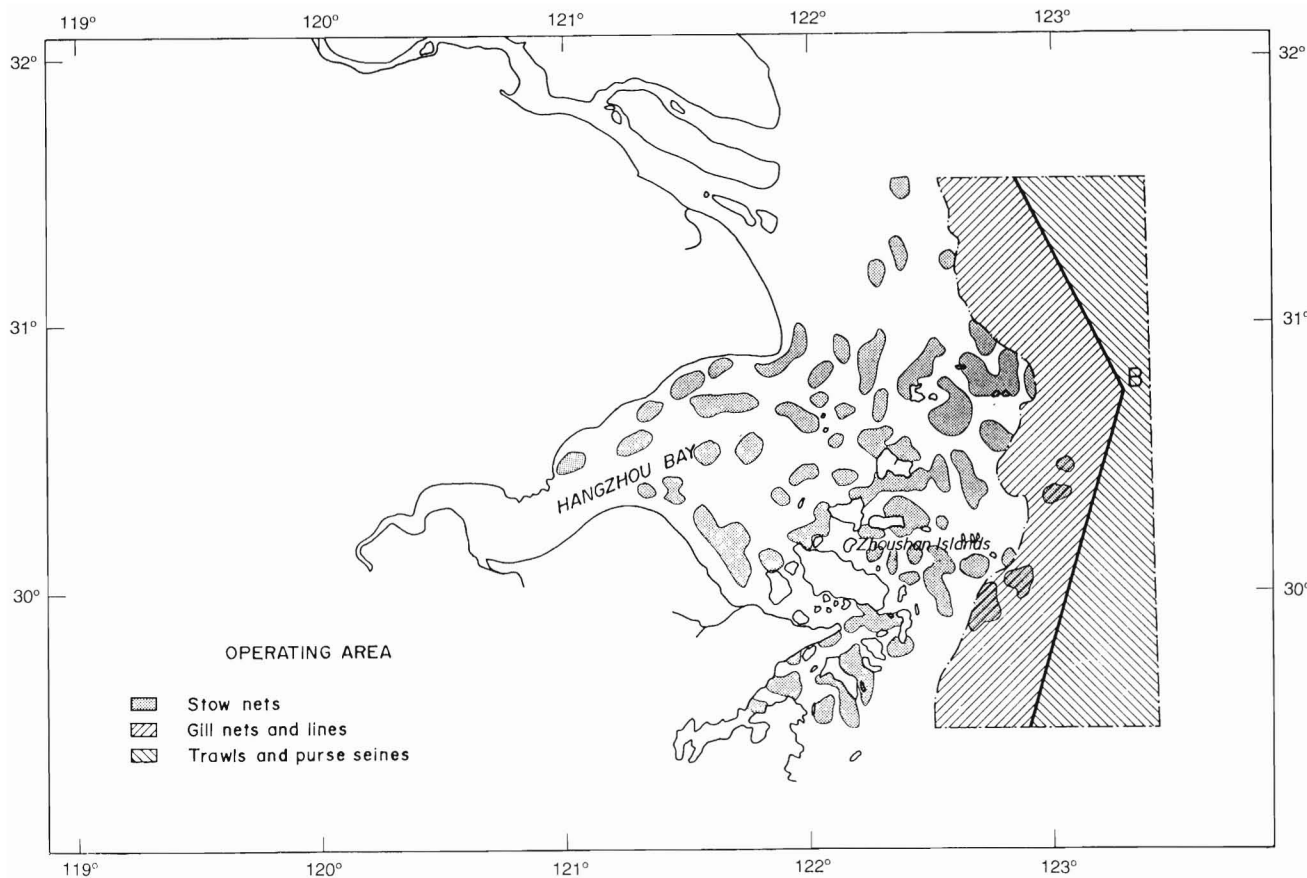 119° 120° 121° 122° 123°
32° 32°
31° 31°
B
HANGZHOU BAY
Zhoushan Islands
30° 30°
OPERATING AREA
Stow nets
Gill nets and lines
Trawls and purse seines
119° 120° 121° 122° 123°